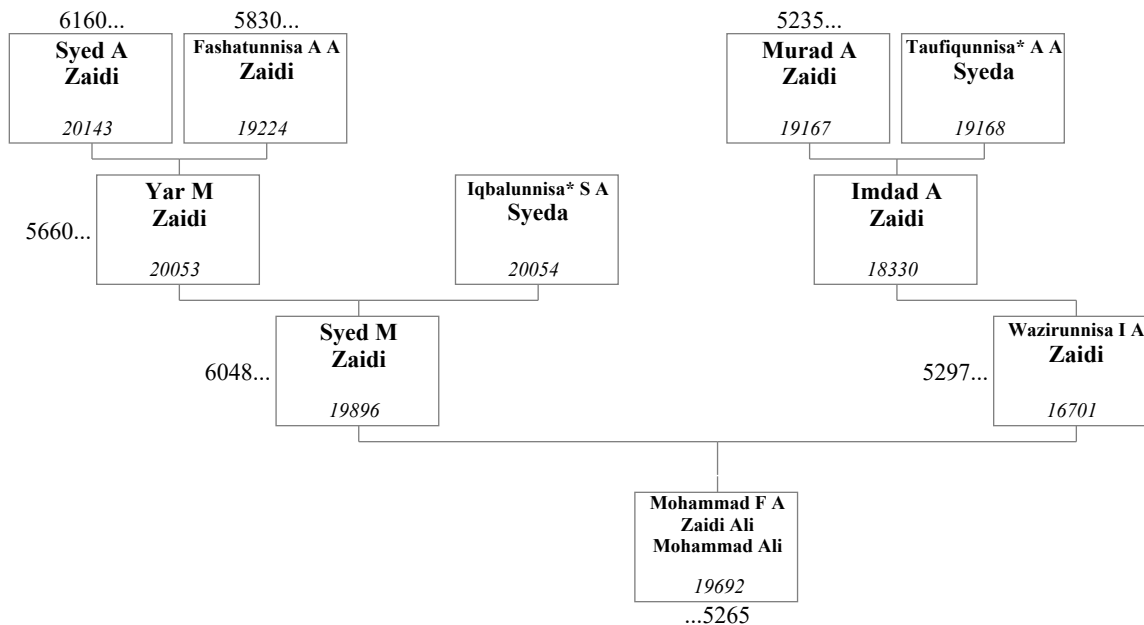 6160...
5830...
5235...
Syed A
Zaidi
20143
Fashatunnisa A A
Zaidi
19224
Murad A
Zaidi
19167
Taufiqunnisa* A A
Syeda
19168
Yar M
Zaidi
20053
5660...
Iqbalunnisa* S A
Syeda
20054
Imdad A
Zaidi
18330
Syed M
Zaidi
19896
6048...
Wazirunnisa I A
Zaidi
16701
5297...
Mohammad F A
Zaidi Ali
Mohammad Ali
19692
...5265